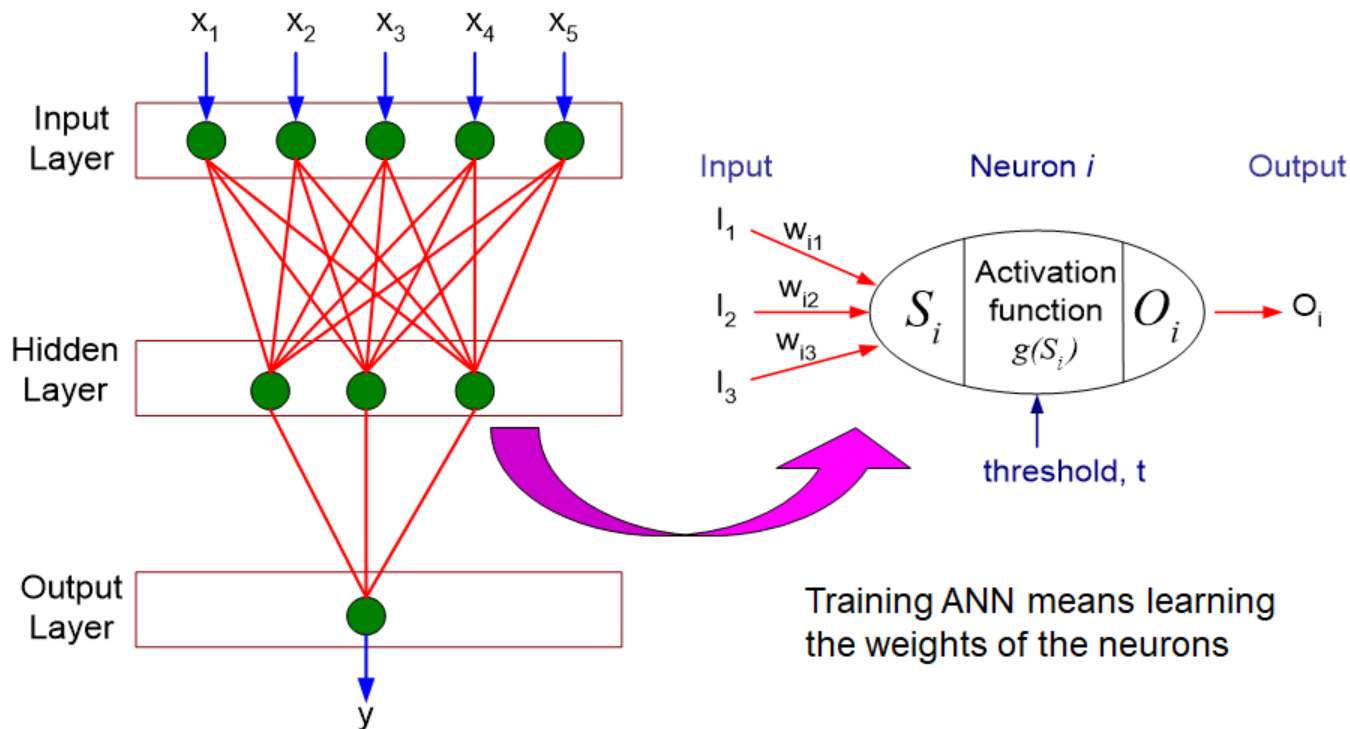 x₁ x₂ x₃ x₄ x₅
Input
Layer
Hidden
Layer
Output
Layer
y
Input Neuron i Output
I₁ wᵢ₁
I₂ wᵢ₂
wᵢ₃
I₃
Sᵢ
Activation
function
g(Sᵢ)
Oᵢ
Oᵢ
threshold, t
Training ANN means learning
the weights of the neurons